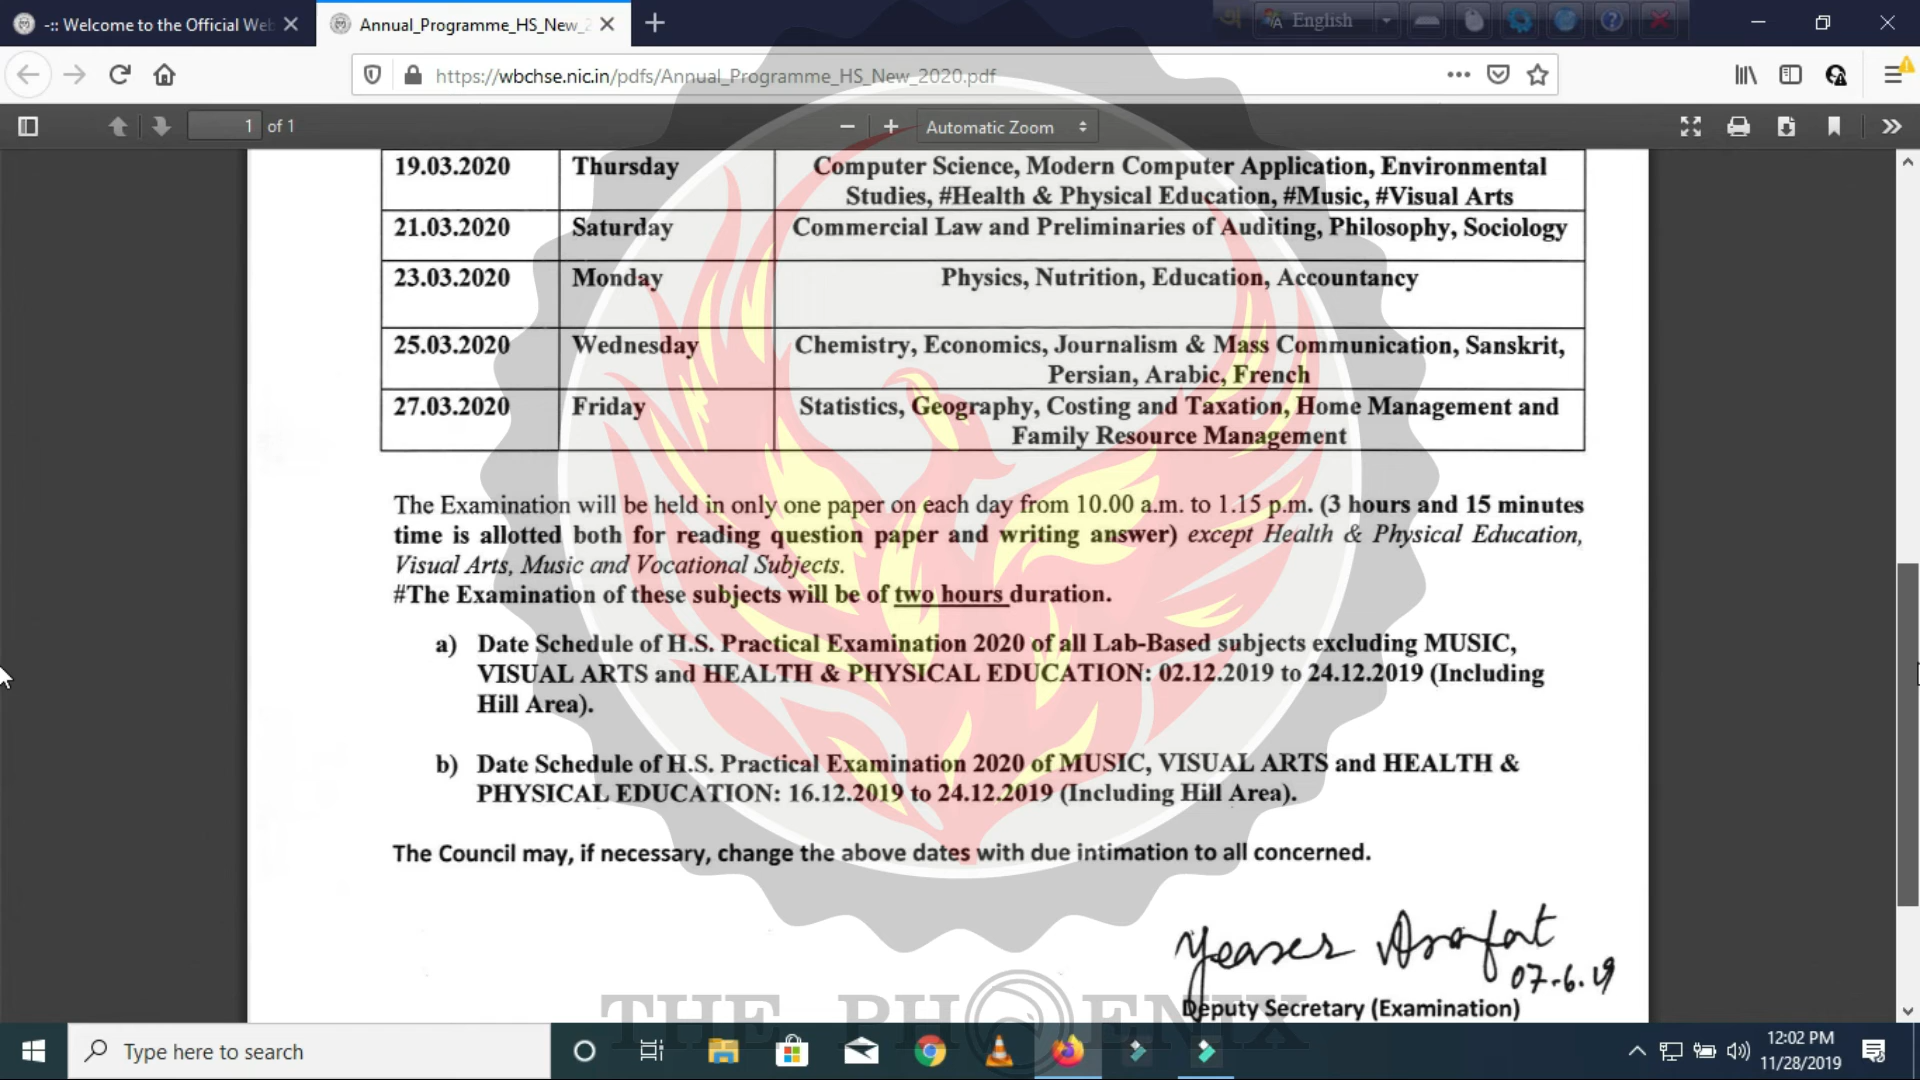 -:: Welcome to the Official Web
Annual_Programme_HS_New_2
English
https://wbchse.nic.in/pdfs/Annual_Programme_HS_New_2020.pdf
1 of 1
Automatic Zoom
19.03.2020 Thursday Computer Science, Modern Computer Application, Environmental
Studies, #Health & Physical Education, #Music, #Visual Arts
21.03.2020 Saturday Commercial Law and Preliminaries of Auditing, Philosophy, Sociology
23.03.2020 Monday Physics, Nutrition, Education, Accountancy
25.03.2020 Wednesday Chemistry, Economics, Journalism & Mass Communication, Sanskrit,
Persian, Arabic, French
27.03.2020 Friday Statistics, Geography, Costing and Taxation, Home Management and
Family Resource Management
The Examination will be held in only one paper on each day from 10.00 a.m. to 1.15 p.m. (3 hours and 15 minutes
time is allotted both for reading question paper and writing answer) except Health & Physical Education,
Visual Arts, Music and Vocational Subjects.
#The Examination of these subjects will be of two hours duration.
a) Date Schedule of H.S. Practical Examination 2020 of all Lab-Based subjects excluding MUSIC,
VISUAL ARTS and HEALTH & PHYSICAL EDUCATION: 02.12.2019 to 24.12.2019 (Including
Hill Area).
b) Date Schedule of H.S. Practical Examination 2020 of MUSIC, VISUAL ARTS and HEALTH &
PHYSICAL EDUCATION: 16.12.2019 to 24.12.2019 (Including Hill Area).
The Council may, if necessary, change the above dates with due intimation to all concerned.
Yeaser Arafat
07-6-19
Deputy Secretary (Examination)
THE PHOENIX
Type here to search
12:02 PM
11/28/2019